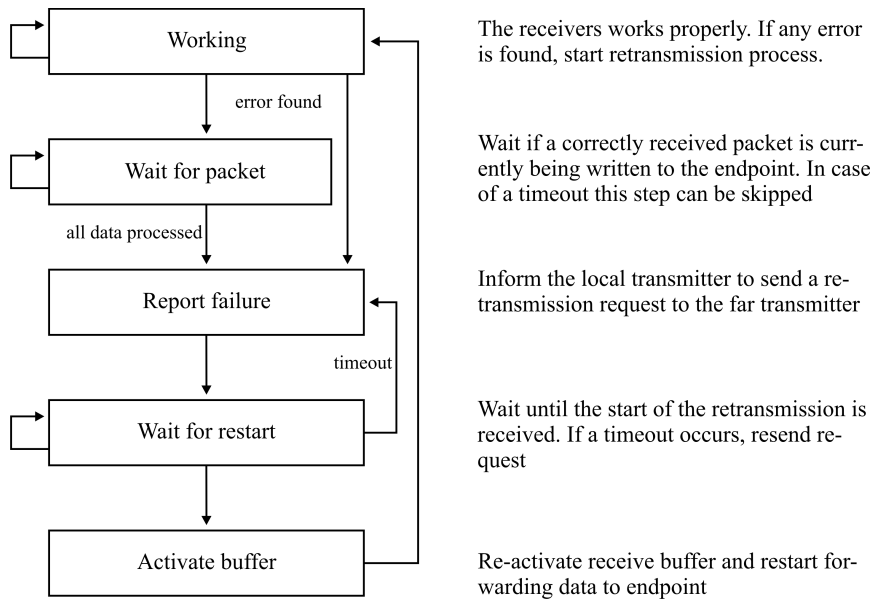 Working
The receivers works properly. If any error
is found, start retransmission process.
error found
Wait for packet
Wait if a correctly received packet is cur-
ently being written to the endpoint. In case
of a timeout this step can be skipped
all data processed
Report failure
Inform the local transmitter to send a re-
transmission request to the far transmitter
timeout
Wait for restart
Wait until the start of the retransmission is
received. If a timeout occurs, resend re-
quest
Activate buffer
Re-activate receive buffer and restart for-
warding data to endpoint